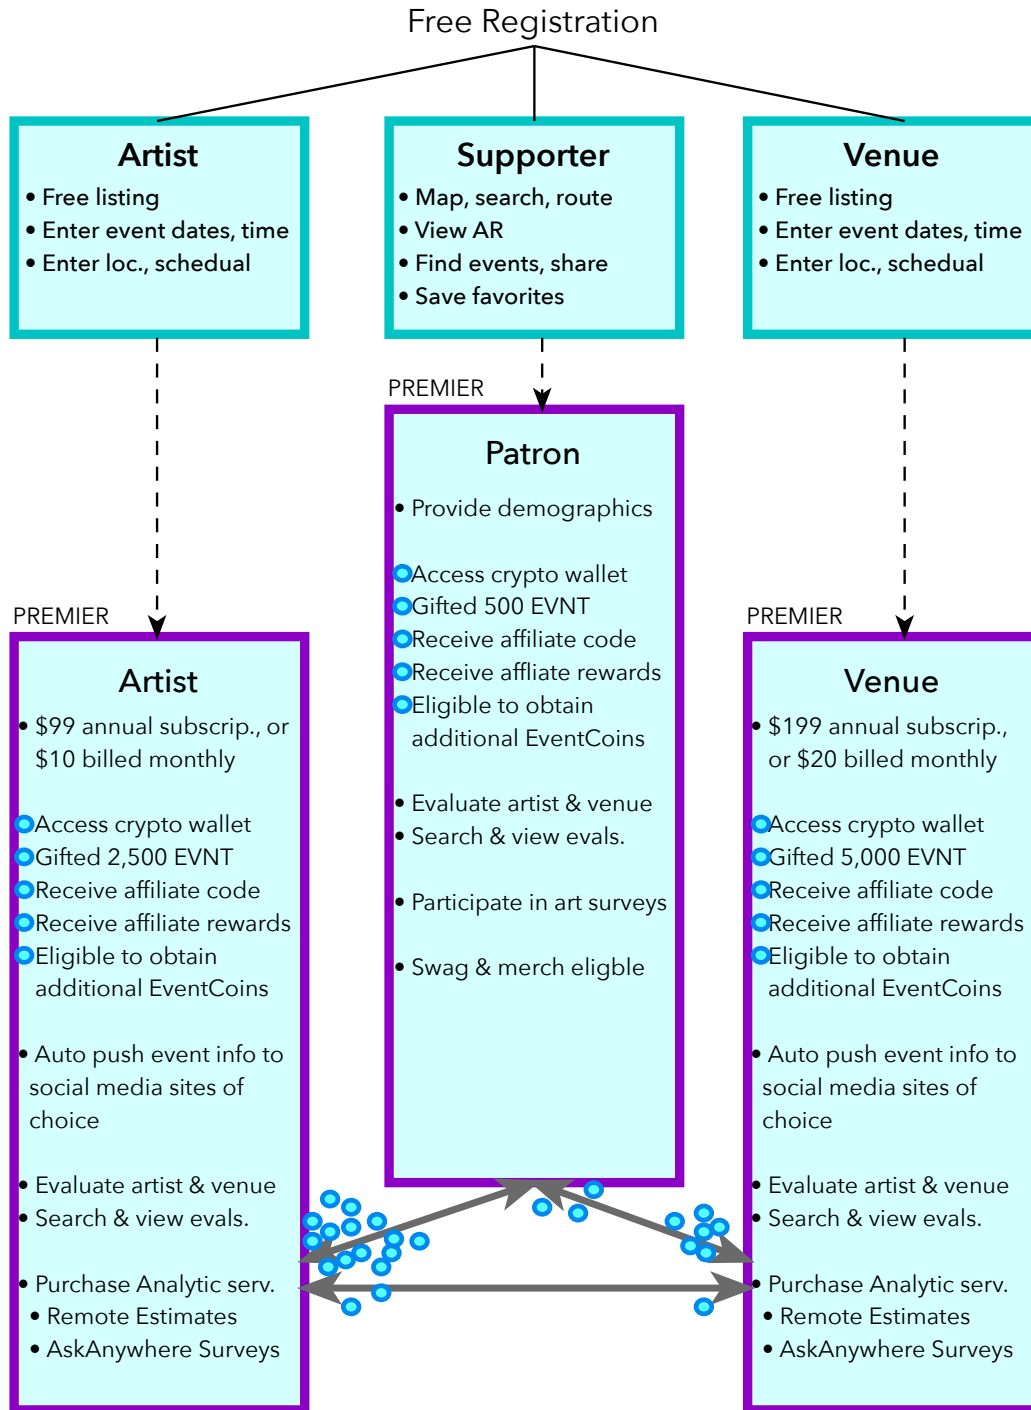 Free Registration
Artist
• Free listing
• Enter event dates, time
• Enter loc., schedual
Supporter
• Map, search, route
• View AR
• Find events, share
• Save favorites
Venue
• Free listing
• Enter event dates, time
• Enter loc., schedual
PREMIER
Patron
• Provide demographics
Access crypto wallet
Gifted 500 EVNT
Receive affiliate code
Receive affliate rewards
Eligible to obtain
additional EventCoins
• Evaluate artist & venue
• Search & view evals.
• Participate in art surveys
• Swag & merch eligble
PREMIER
Artist
• $99 annual subscrip., or
$10 billed monthly
Access crypto wallet
Gifted 2,500 EVNT
Receive affiliate code
Receive affiliate rewards
Eligible to obtain
additional EventCoins
• Auto push event info to
social media sites of
choice
• Evaluate artist & venue
• Search & view evals.
• Purchase Analytic serv.
• Remote Estimates
• AskAnywhere Surveys
PREMIER
Venue
• $199 annual subscrip.,
or $20 billed monthly
Access crypto wallet
Gifted 5,000 EVNT
Receive affiliate code
Receive affiliate rewards
Eligible to obtain
additional EventCoins
• Auto push event info to
social media sites of
choice
• Evaluate artist & venue
• Search & view evals.
• Purchase Analytic serv.
• Remote Estimates
• AskAnywhere Surveys